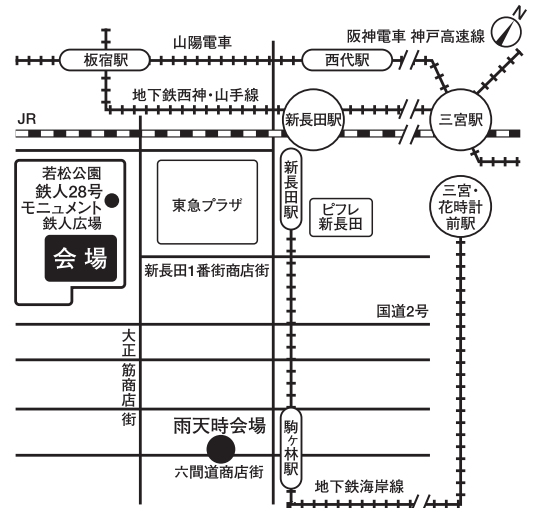 N
山陽電車
阪神電車 神戸高速線
板宿駅
西代駅
地下鉄西神・山手線
JR
新長田駅
三宮駅
若松公園
鉄人28号
モニュメント
鉄人広場
会場
東急プラザ
新長田駅
ピフレ
新長田
三宮・
花時計
前駅
新長田1番街商店街
国道2号
大正筋商店街
雨天時会場
六間道商店街
駒ヶ林駅
地下鉄海岸線